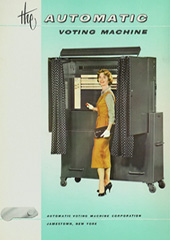 the AUTOMATIC
VOTING MACHINE
AUTOMATIC VOTING MACHINE CORPORATION
JAMESTOWN, NEW YORK